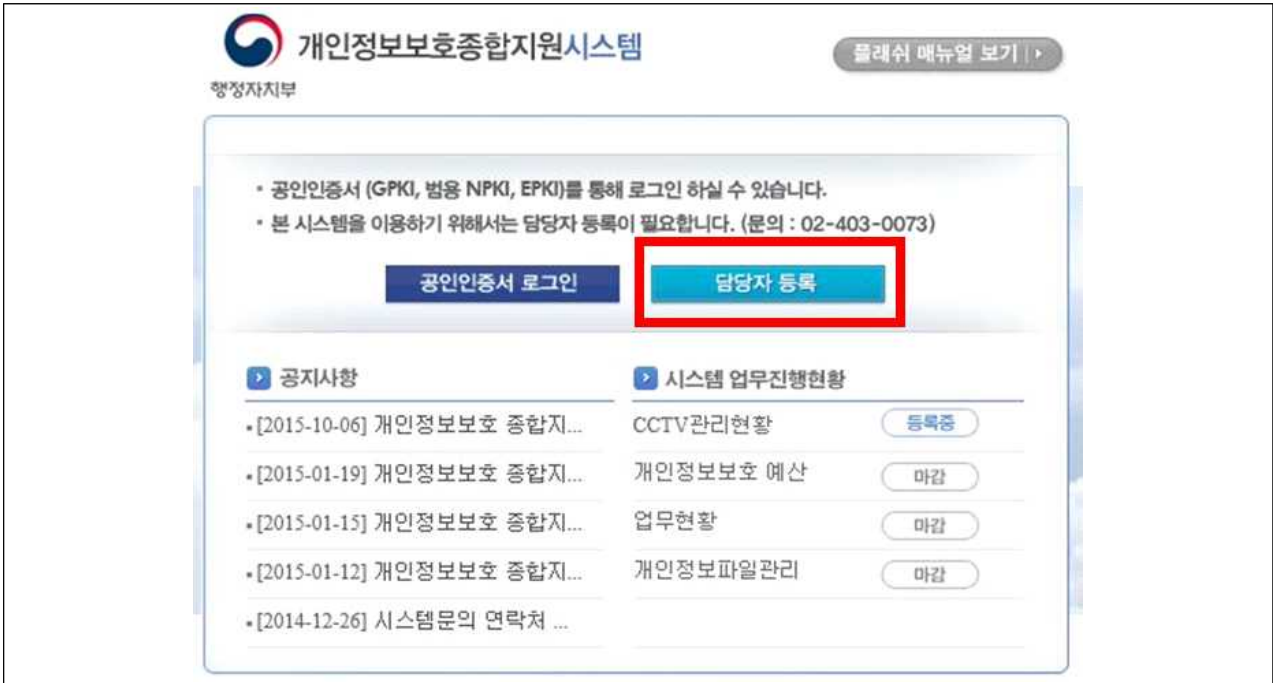 개인정보보호종합지원시스템
플래쉬 매뉴얼 보기
행정자치부
• 공인인증서 (GPKI, 범용 NPKI, EPKI)를 통해 로그인 하실 수 있습니다.
• 본 시스템을 이용하기 위해서는 담당자 등록이 필요합니다. (문의 : 02-403-0073)
공인인증서 로그인
담당자 등록
공지사항
• [2015-10-06] 개인정보보호 종합지...
• [2015-01-19] 개인정보보호 종합지...
• [2015-01-15] 개인정보보호 종합지...
• [2015-01-12] 개인정보보호 종합지...
• [2014-12-26] 시스템문의 연락처 ...
시스템 업무진행현황
CCTV관리현황 등록중
개인정보보호 예산 마감
업무현황 마감
개인정보파일관리 마감